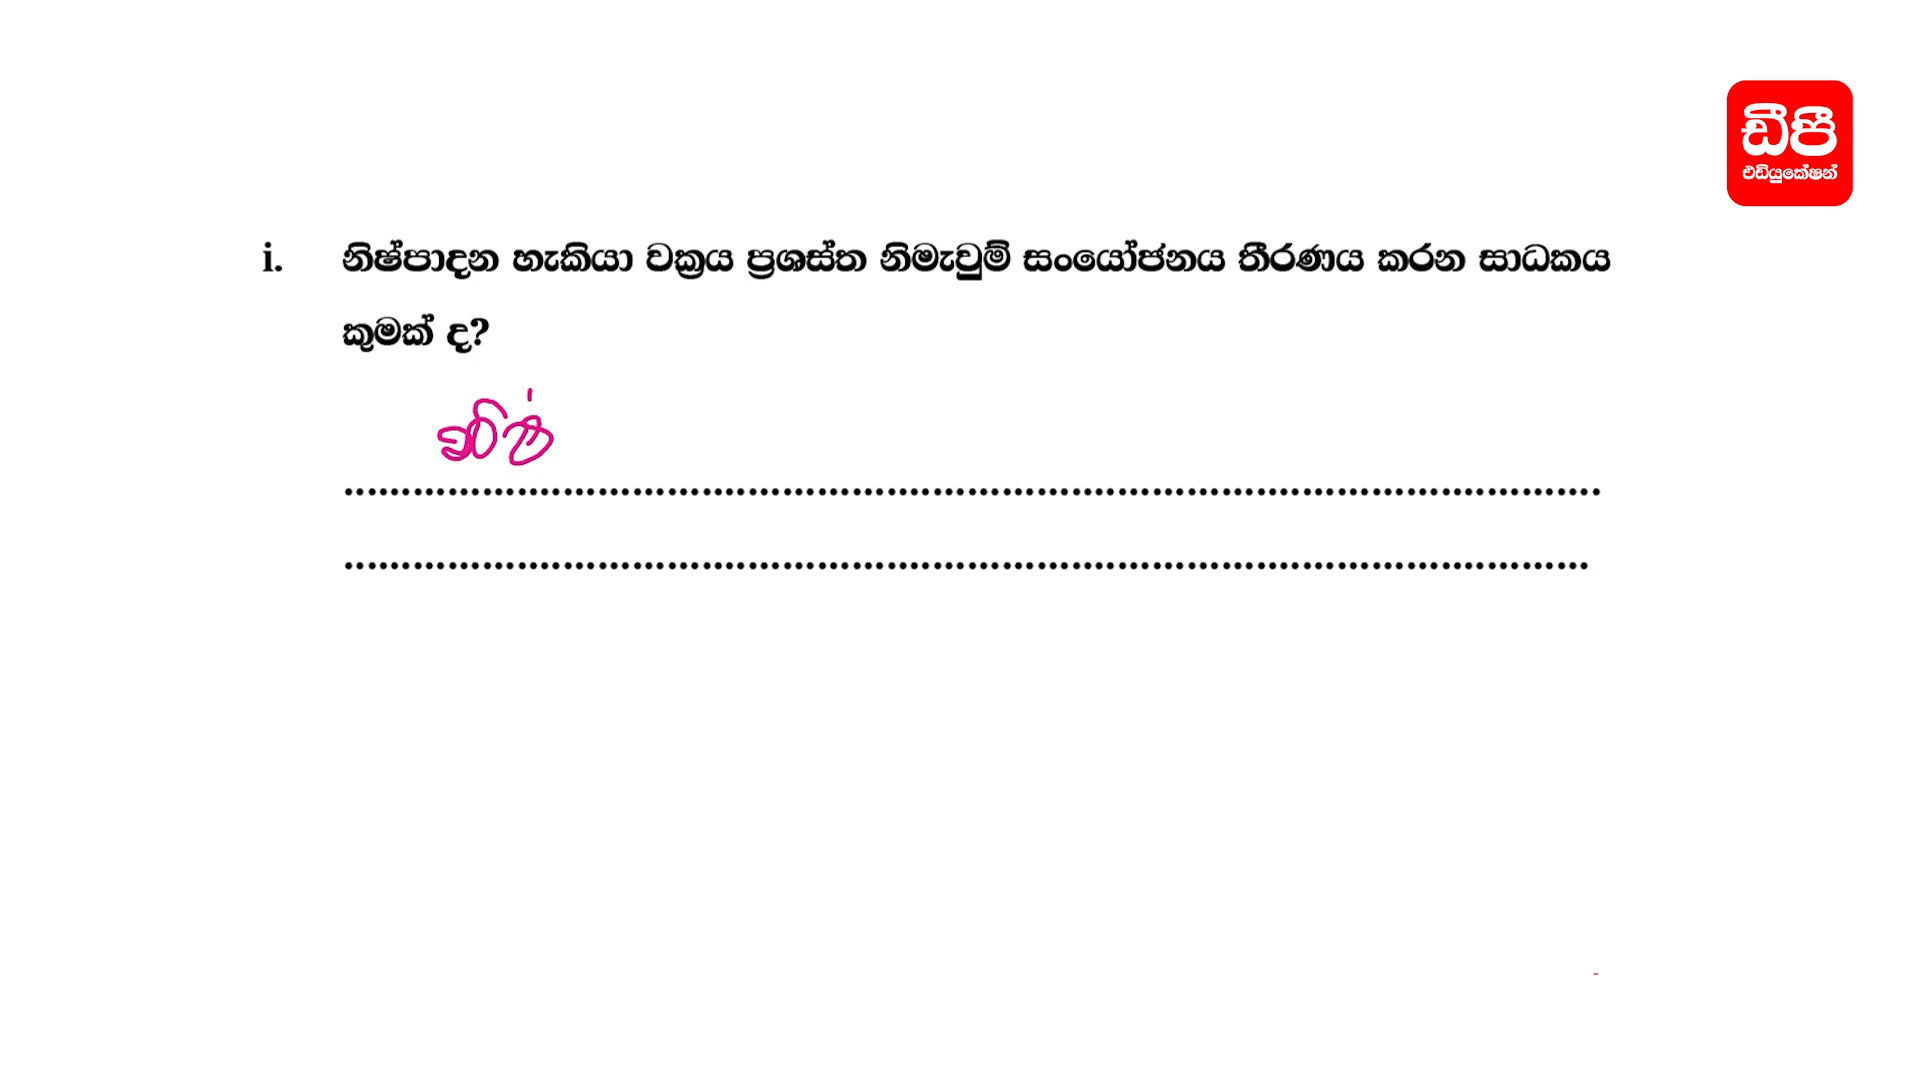 ඩීපී
එඩියුකේෂන්
i. නිෂ්පාදන හැකියා වක්‍රය ප්‍රශස්ත නිමැවුම් සංයෝජනය තීරණය කරන සාධකය
කුමක් ද?